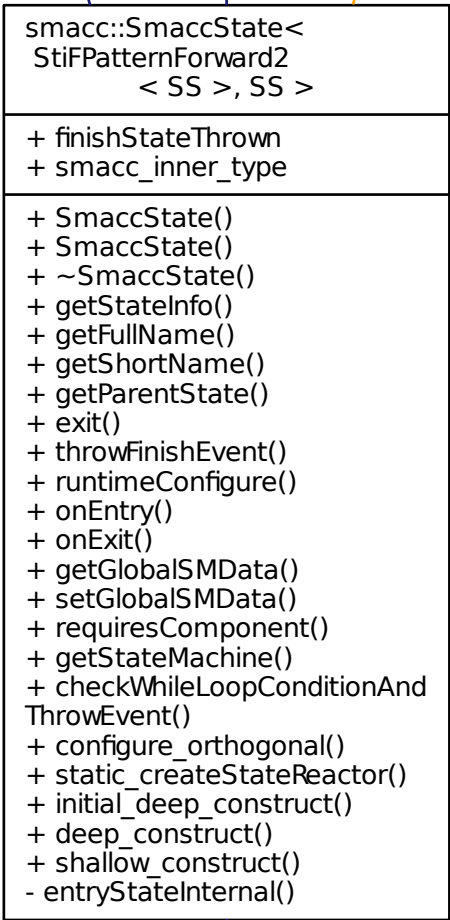 smacc::SmaccState<
StiFPatternForward2
< SS >, SS >
+ finishStateThrown
+ smacc_inner_type
+ SmaccState()
+ SmaccState()
+ ~SmaccState()
+ getStateInfo()
+ getFullName()
+ getShortName()
+ getParentState()
+ exit()
+ throwFinishEvent()
+ runtimeConfigure()
+ onEntry()
+ onExit()
+ getGlobalSMData()
+ setGlobalSMData()
+ requiresComponent()
+ getStateMachine()
+ checkWhileLoopConditionAnd
ThrowEvent()
+ configure_orthogonal()
+ static_createStateReactor()
+ initial_deep_construct()
+ deep_construct()
+ shallow_construct()
- entryStateInternal()